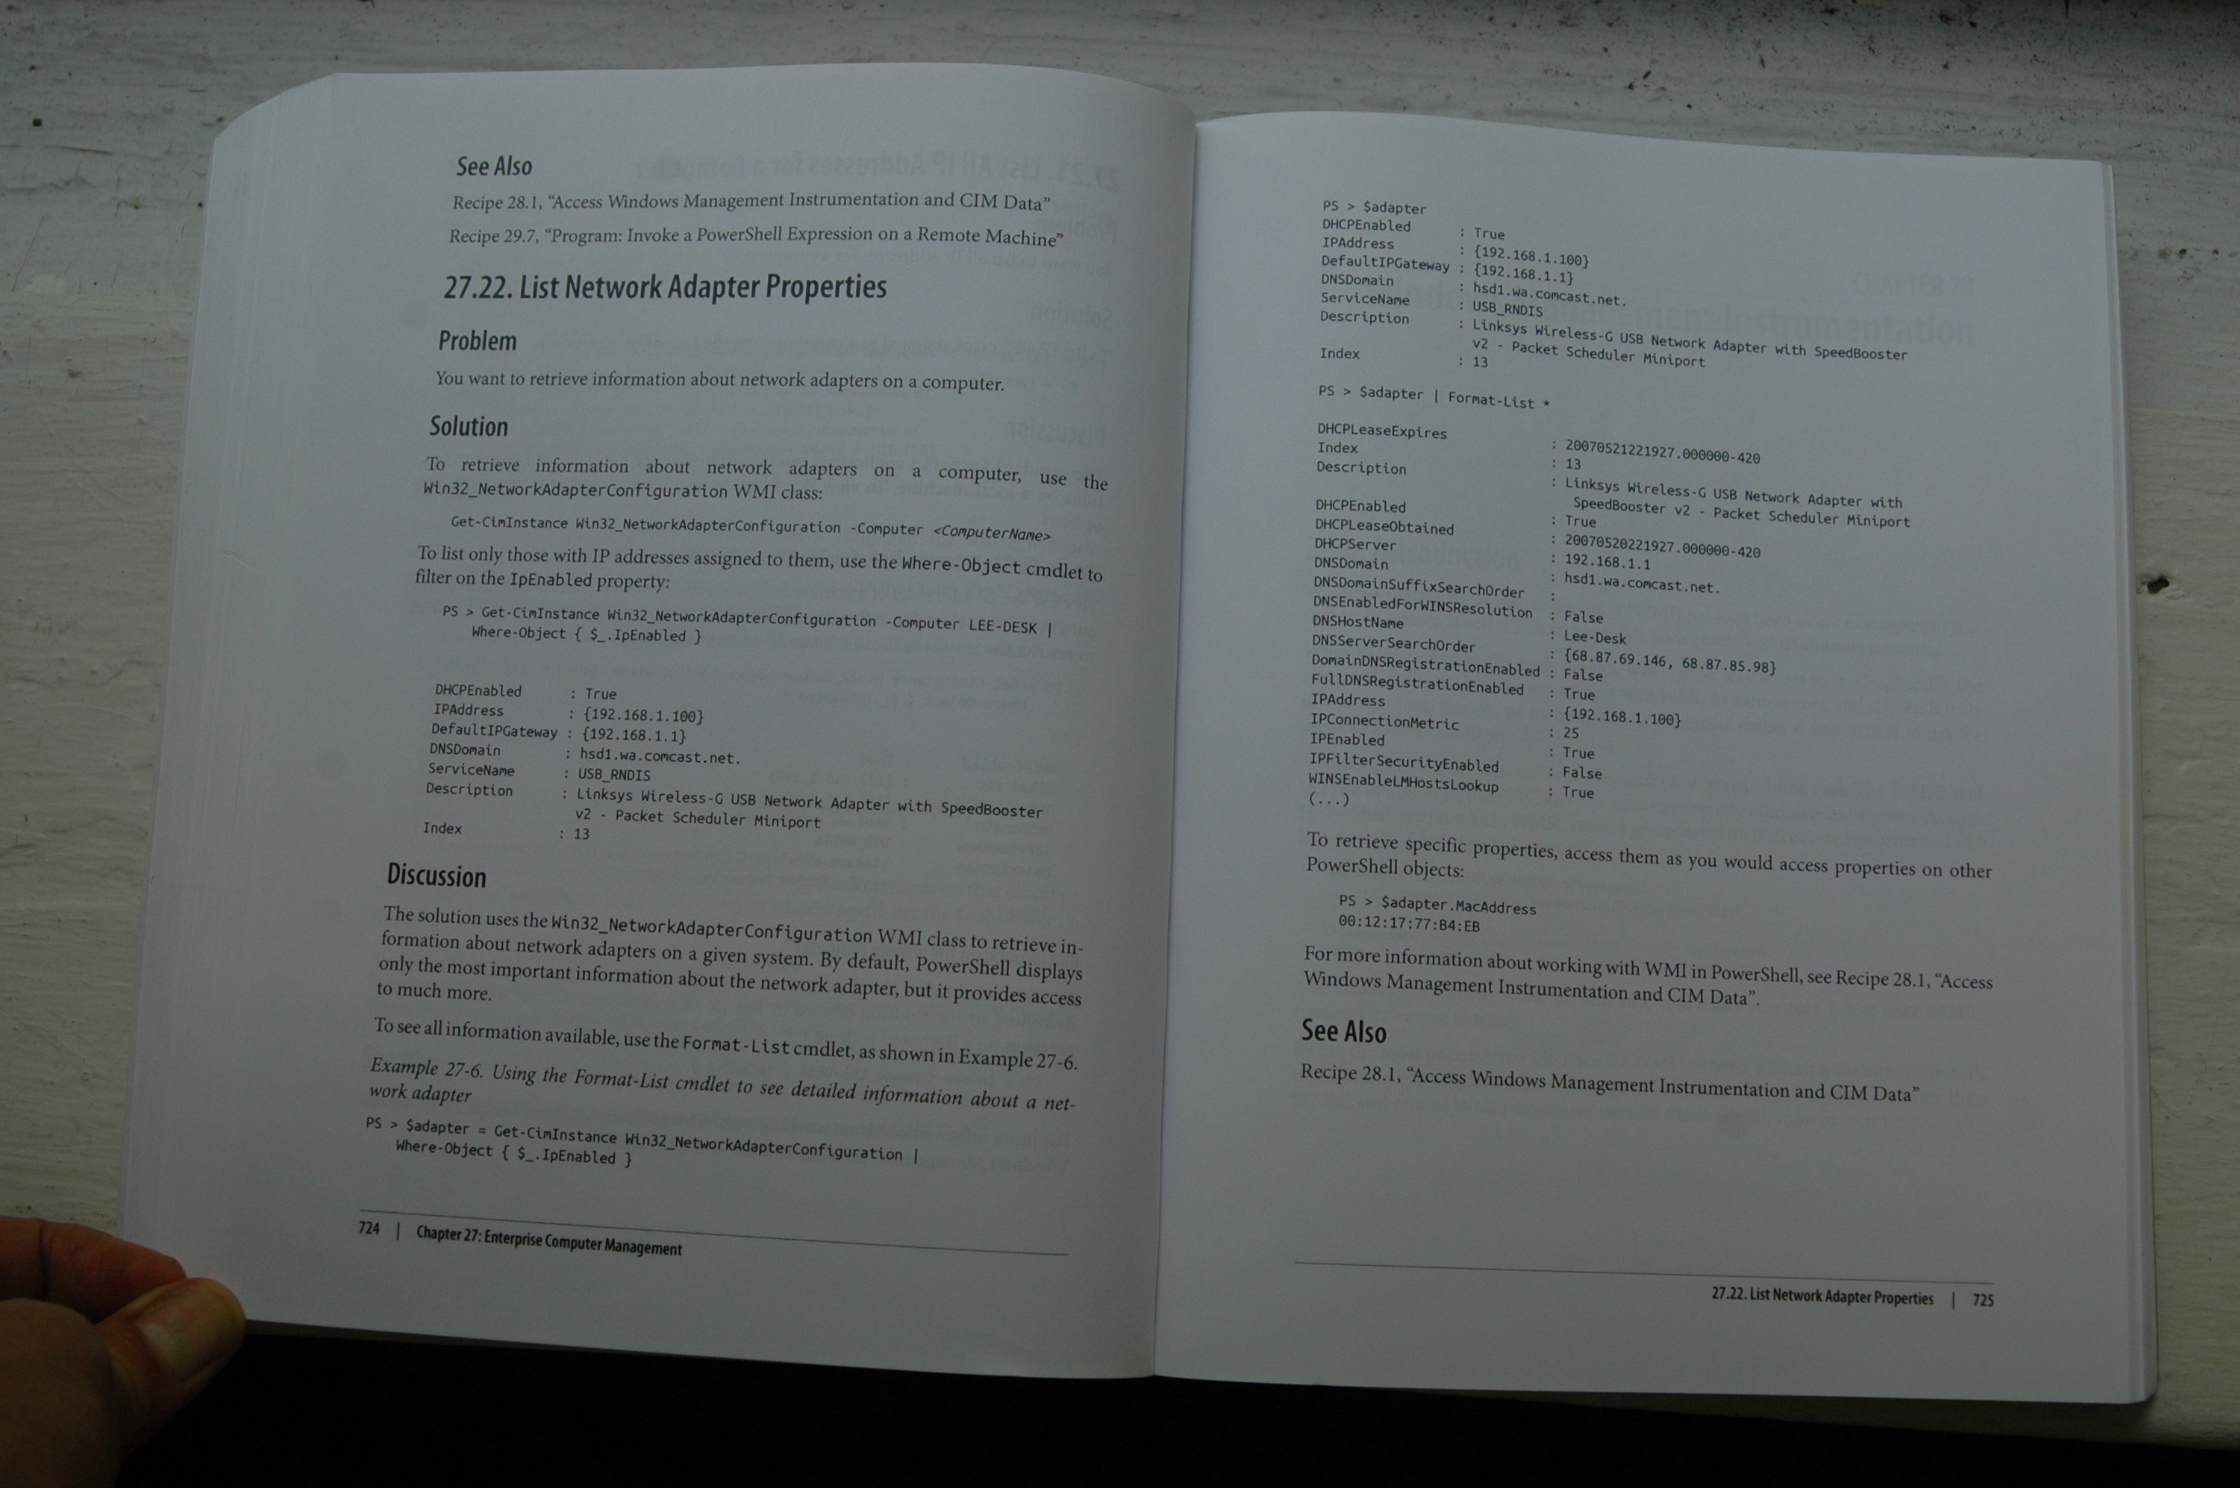 See Also
Recipe 28.1, “Access Windows Management Instrumentation and CIM Data”
Recipe 29.7, “Program: Invoke a PowerShell Expression on a Remote Machine”
27.22. List Network Adapter Properties
Problem
You want to retrieve information about network adapters on a computer.
Solution
To retrieve information about network adapters on a computer, use the
Win32_NetworkAdapterConfiguration WMI class:
Get-CimInstance Win32_NetworkAdapterConfiguration -Computer <ComputerName>
To list only those with IP addresses assigned to them, use the Where-Object cmdlet to
filter on the IpEnabled property:
PS > Get-CimInstance Win32_NetworkAdapterConfiguration -Computer LEE-DESK |
Where-Object { $_.IpEnabled }
DHCPEnabled : True
IPAddress : {192.168.1.100}
DefaultIPGateway : {192.168.1.1}
DNSDomain : hsd1.wa.comcast.net.
ServiceName : USB_RNDIS
Description : Linksys Wireless-G USB Network Adapter with SpeedBooster
v2 - Packet Scheduler Miniport
Index : 13
Discussion
The solution uses the Win32_NetworkAdapterConfiguration WMI class to retrieve in-
formation about network adapters on a given system. By default, PowerShell displays
only the most important information about the network adapter, but it provides access
to much more.
To see all information available, use the Format-List cmdlet, as shown in Example 27-6.
Example 27-6. Using the Format-List cmdlet to see detailed information about a net-
work adapter
PS > $adapter = Get-CimInstance Win32_NetworkAdapterConfiguration |
Where-Object { $_.IpEnabled }
724 | Chapter 27: Enterprise Computer Management
PS > $adapter
DHCPEnabled : True
IPAddress : {192.168.1.100}
DefaultIPGateway : {192.168.1.1}
DNSDomain : hsd1.wa.comcast.net.
ServiceName : USB_RNDIS
Description : Linksys Wireless-G USB Network Adapter with SpeedBooster
v2 - Packet Scheduler Miniport
Index : 13
PS > $adapter | Format-List *
DHCPLeaseExpires : 20070521221927.000000-420
Index : 13
Description : Linksys Wireless-G USB Network Adapter with
SpeedBooster v2 - Packet Scheduler Miniport
DHCPEnabled : True
DHCPLeaseObtained : 20070520221927.000000-420
DHCPServer : 192.168.1.1
DNSDomain : hsd1.wa.comcast.net.
DNSDomainSuffixSearchOrder :
DNSEnabledForWINSResolution : False
DNSHostName : Lee-Desk
DNSServerSearchOrder : {68.87.69.146, 68.87.85.98}
DomainDNSRegistrationEnabled : False
FullDNSRegistrationEnabled : True
IPAddress : {192.168.1.100}
IPConnectionMetric : 25
IPEnabled : True
IPFilterSecurityEnabled : False
WINSEnableLMHostsLookup : True
(...)
To retrieve specific properties, access them as you would access properties on other
PowerShell objects:
PS > $adapter.MacAddress
00:12:17:77:B4:EB
For more information about working with WMI in PowerShell, see Recipe 28.1, “Access
Windows Management Instrumentation and CIM Data”.
See Also
Recipe 28.1, “Access Windows Management Instrumentation and CIM Data”
27.22. List Network Adapter Properties | 725